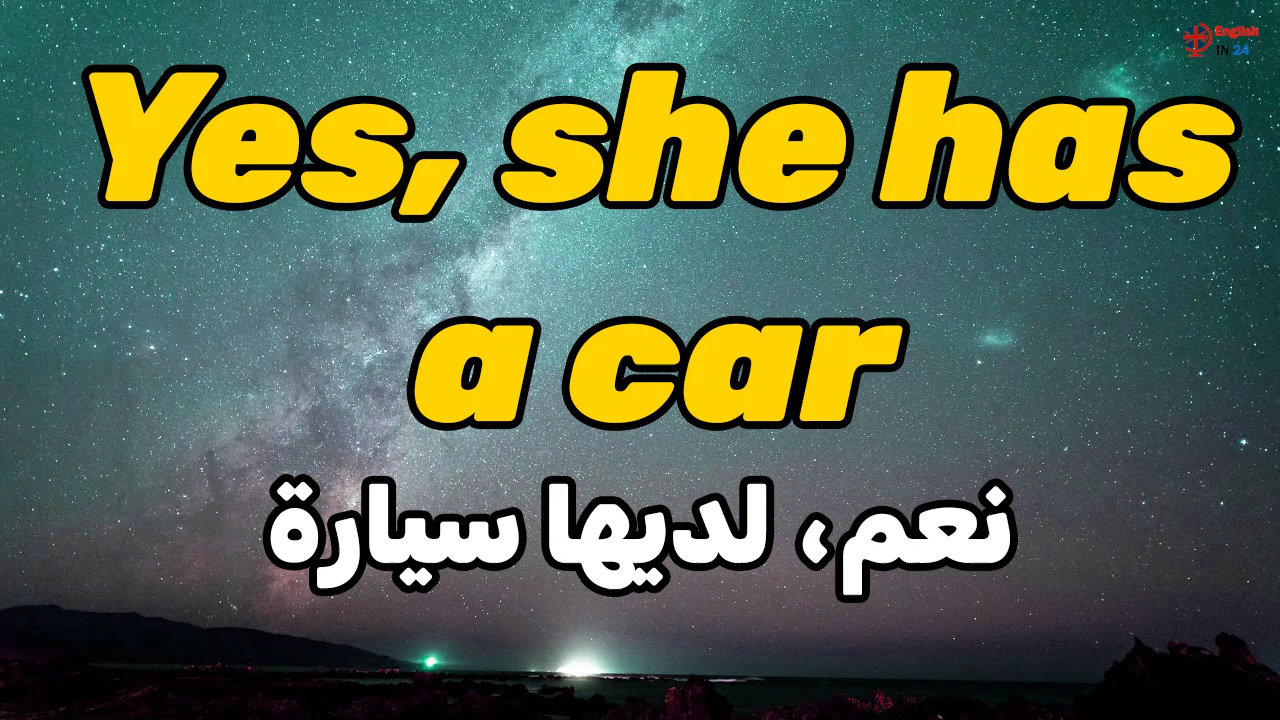 English
IN 24
Yes, she has
a car
نعم، لديها سيارة